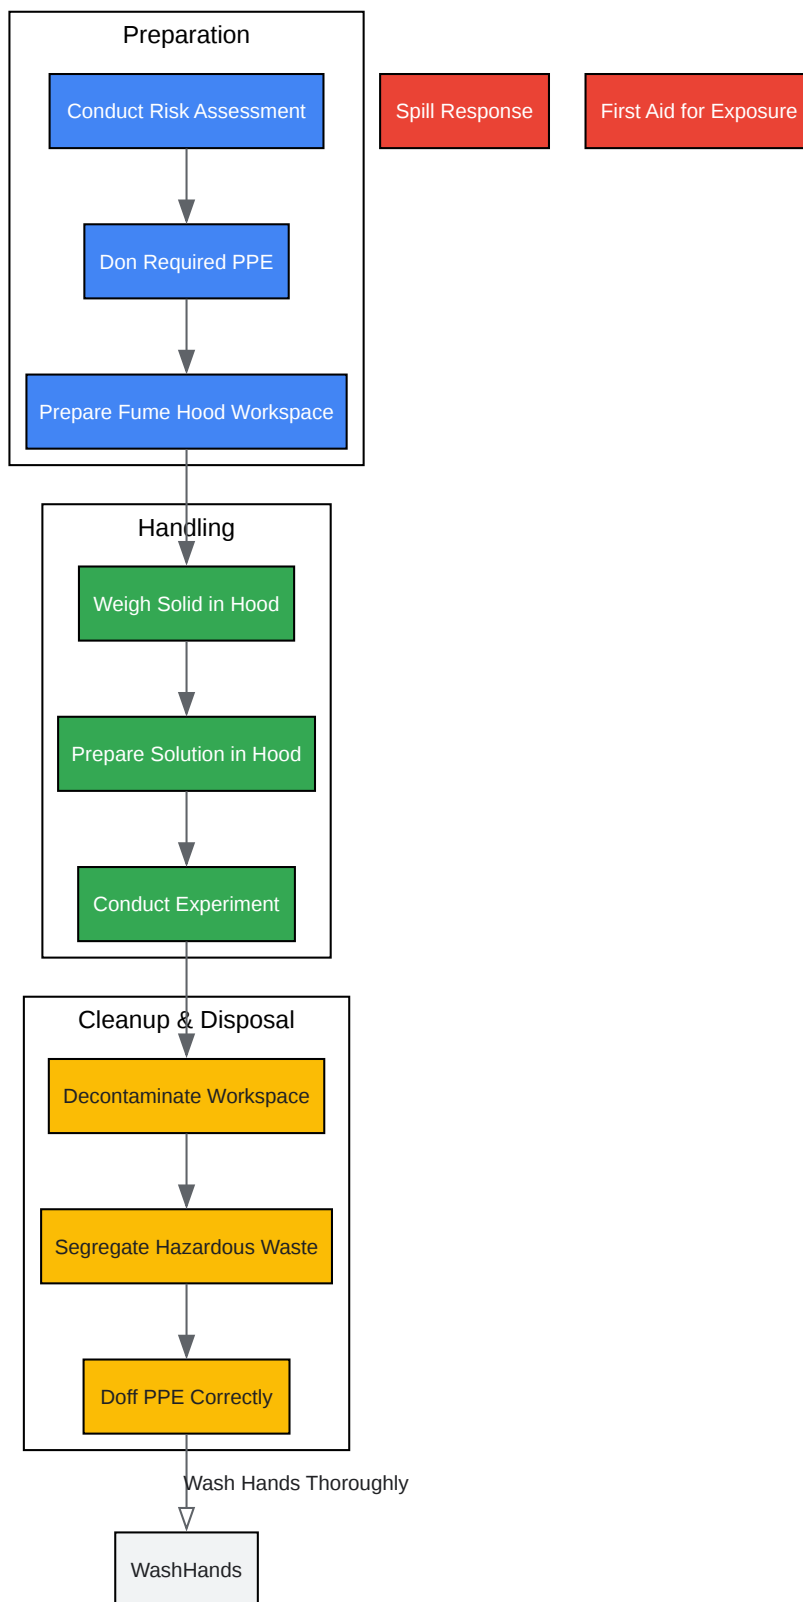 Preparation
Conduct Risk Assessment
Spill Response
First Aid for Exposure
Don Required PPE
Prepare Fume Hood Workspace
Handling
Weigh Solid in Hood
Prepare Solution in Hood
Conduct Experiment
Cleanup & Disposal
Decontaminate Workspace
Segregate Hazardous Waste
Doff PPE Correctly
Wash Hands Thoroughly
WashHands